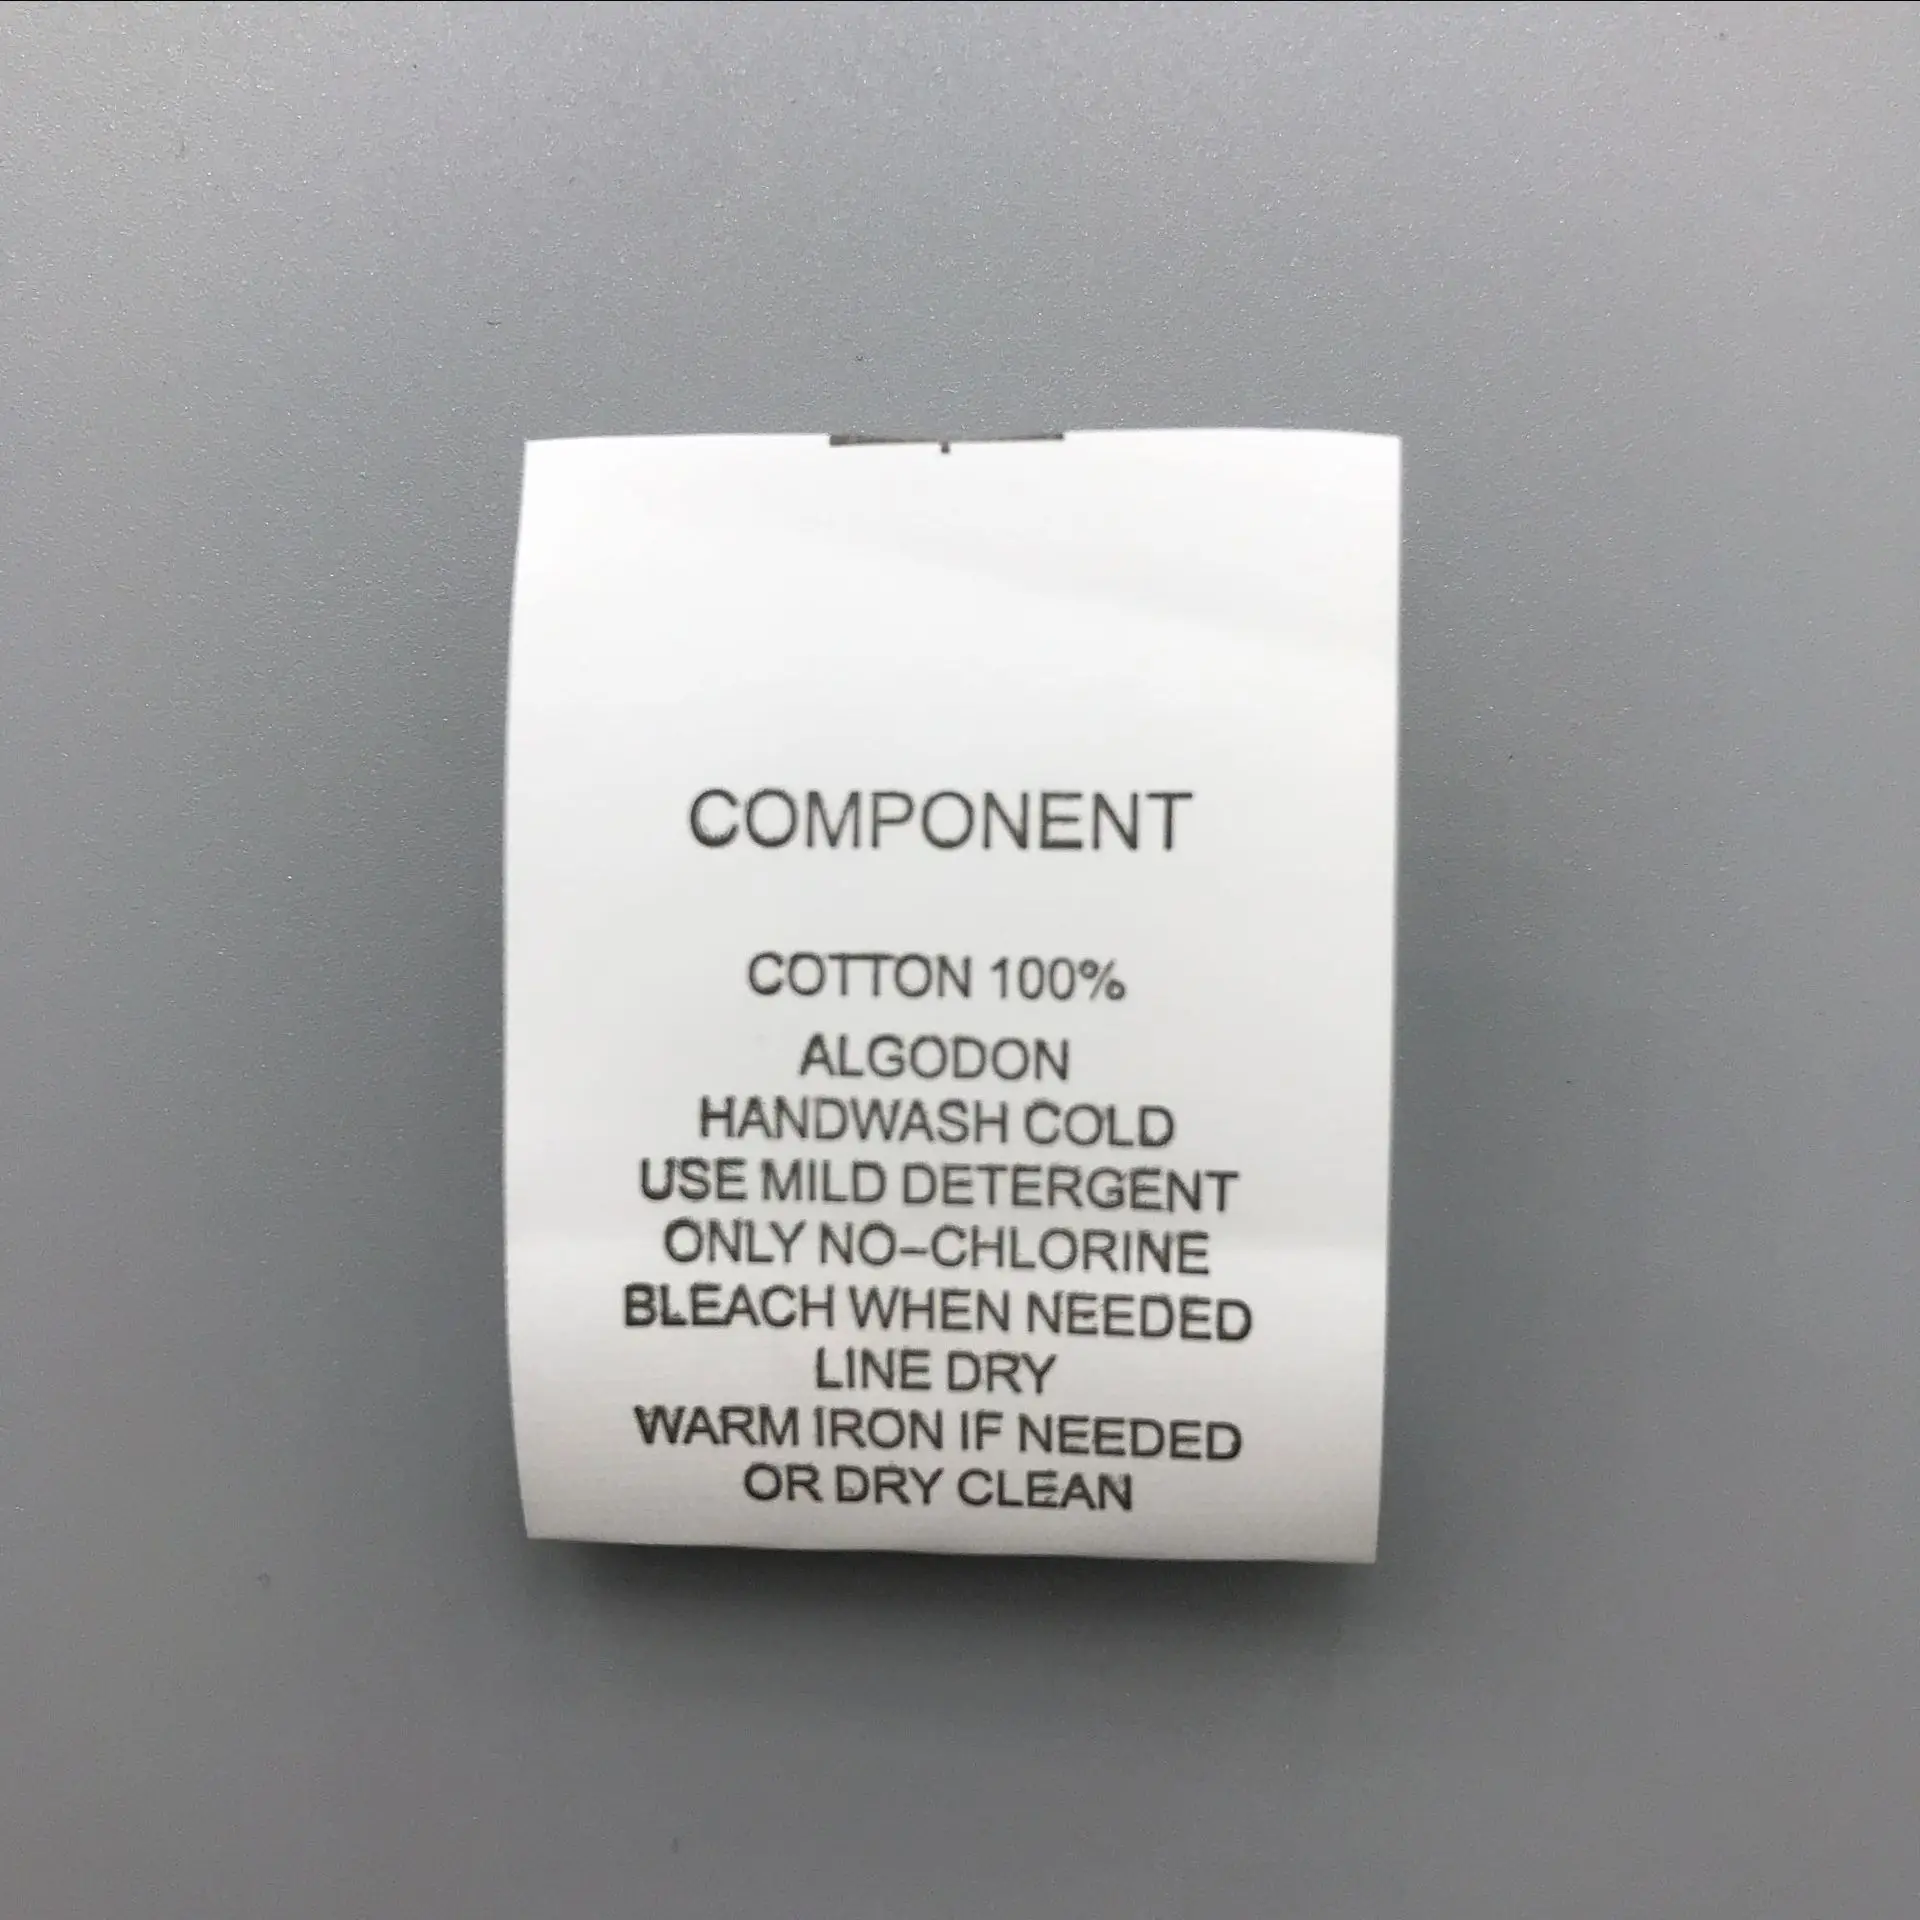 COMPONENT
COTTON 100%
ALGODON
HANDWASH COLD
USE MILD DETERGENT
ONLY NO–CHLORINE
BLEACH WHEN NEEDED
LINE DRY
WARM IRON IF NEEDED
OR DRY CLEAN